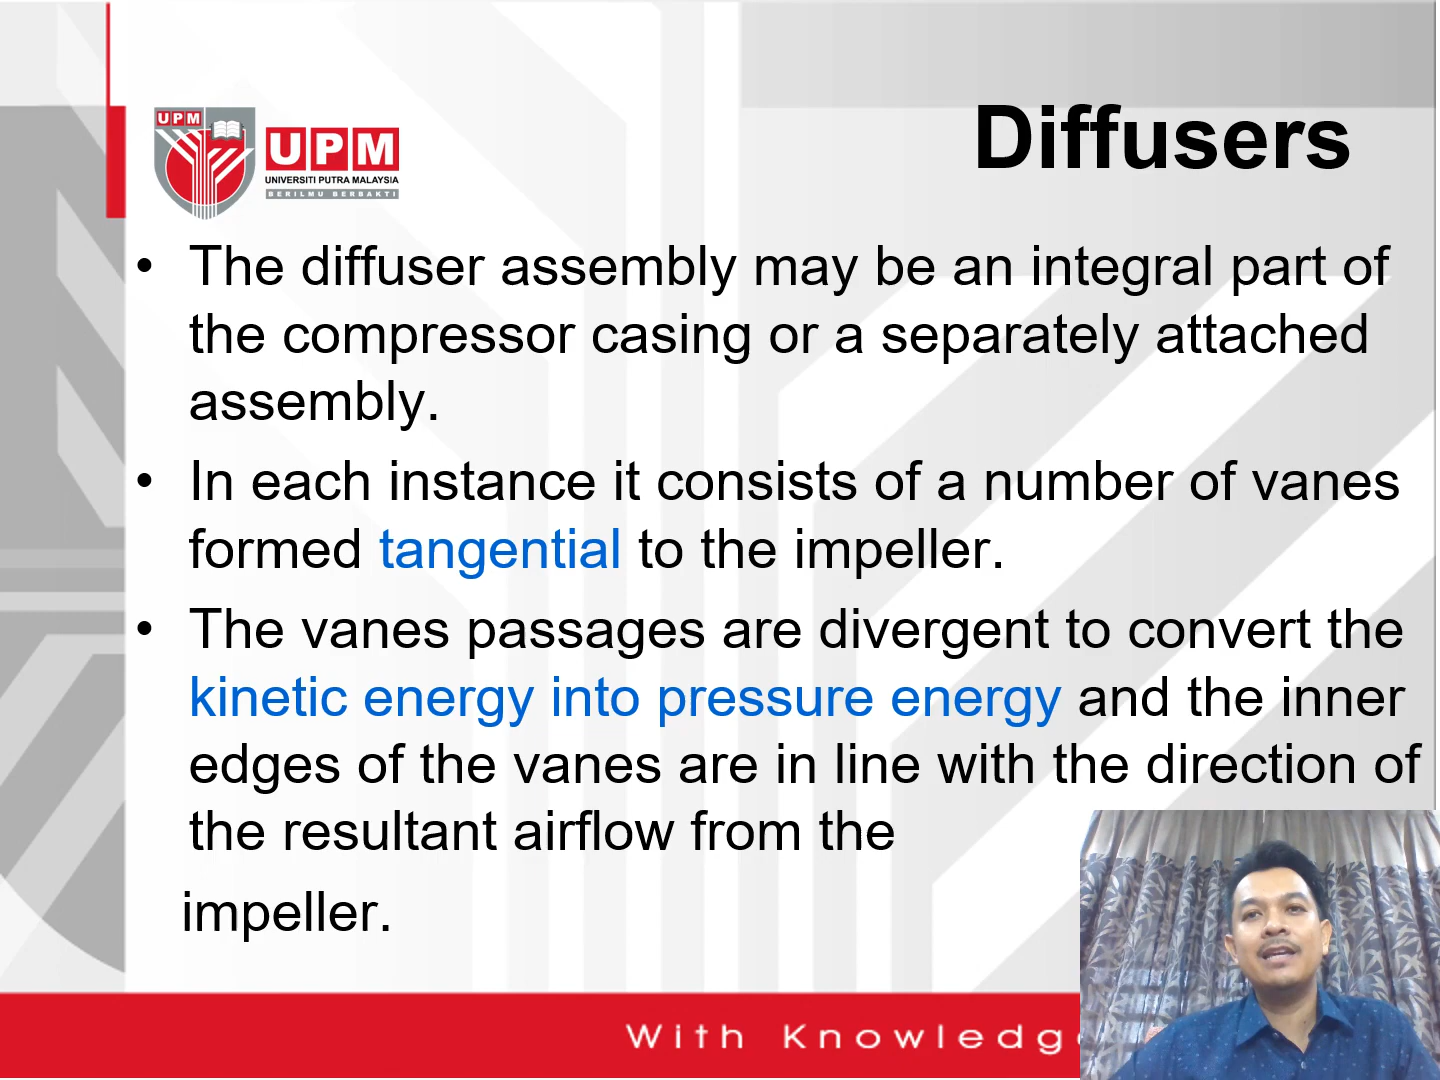 UPM
UPM
UNIVERSITI PUTRA MALAYSIA
BERILMU BERBAKTI
Diffusers
• The diffuser assembly may be an integral part of
the compressor casing or a separately attached
assembly.
• In each instance it consists of a number of vanes
formed tangential to the impeller.
• The vanes passages are divergent to convert the
kinetic energy into pressure energy and the inner
edges of the vanes are in line with the direction of
the resultant airflow from the
impeller.
With Knowledge